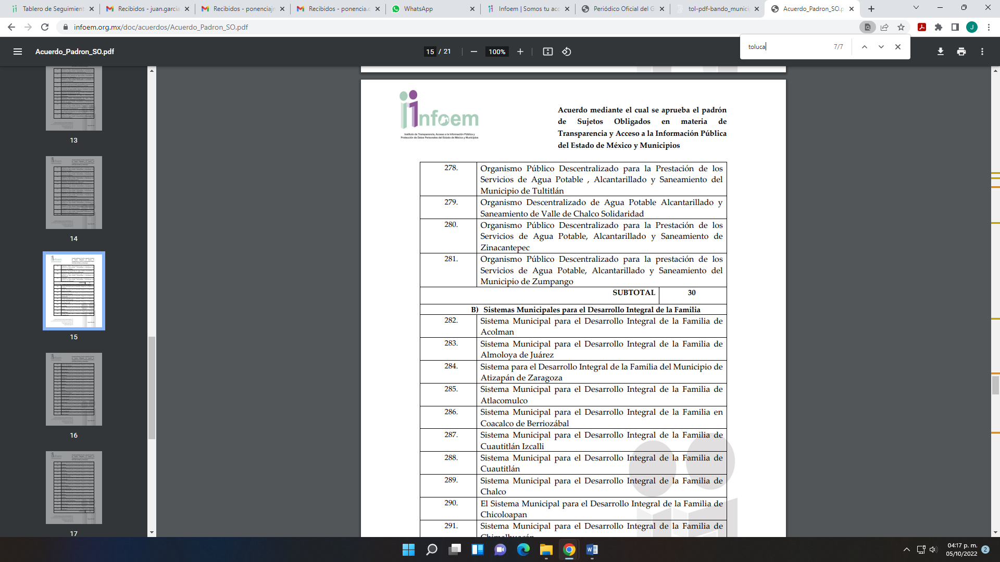 Tablero de Seguimient
Recibidos - juan.garcia
Recibidos - ponenciajr
Recibidos - ponencia.c
WhatsApp
Infoem | Somos tu acc
Periódico Oficial del G
tol-pdf-bando_munici
Acuerdo_Padron_SO.p
infoem.org.mx/doc/acuerdos/Acuerdo_Padron_SO.pdf
J
Acuerdo_Padron_SO.pdf
15 / 21
100%
toluca
7/7
13
14
15
16
17
infoem
Instituto de Transparencia, Acceso a la Información Pública y
Protección de Datos Personales del Estado de México y Municipios
Acuerdo mediante el cual se aprueba el padrón
de Sujetos Obligados en materia de
Transparencia y Acceso a la Información Pública
del Estado de México y Municipios
278. Organismo Público Descentralizado para la Prestación de los
Servicios de Agua Potable , Alcantarillado y Saneamiento del
Municipio de Tultitlán
279. Organismo Descentralizado de Agua Potable Alcantarillado y
Saneamiento de Valle de Chalco Solidaridad
280. Organismo Público Descentralizado para la Prestación de los
Servicios de Agua Potable, Alcantarillado y Saneamiento de
Zinacantepec
281. Organismo Público Descentralizado para la prestación de los
Servicios de Agua Potable, Alcantarillado y Saneamiento del
Municipio de Zumpango
SUBTOTAL 30
B) Sistemas Municipales para el Desarrollo Integral de la Familia
282. Sistema Municipal para el Desarrollo Integral de la Familia de
Acolman
283. Sistema Municipal para el Desarrollo Integral de la Familia de
Almoloya de Juárez
284. Sistema para el Desarrollo Integral de la Familia del Municipio de
Atizapán de Zaragoza
285. Sistema Municipal para el Desarrollo Integral de la Familia de
Atlacomulco
286. Sistema Municipal para el Desarrollo Integral de la Familia en
Coacalco de Berriozábal
287. Sistema Municipal para el Desarrollo Integral de la Familia de
Cuautitlán Izcalli
288. Sistema Municipal para el Desarrollo Integral de la Familia de
Cuautitlán
289. Sistema Municipal para el Desarrollo Integral de la Familia de
Chalco
290. El Sistema Municipal para el Desarrollo Integral de la Familia de
Chicoloapan
291. Sistema Municipal para el Desarrollo Integral de la Familia de
Chimalhuacán
04:17 p. m.
05/10/2022
2